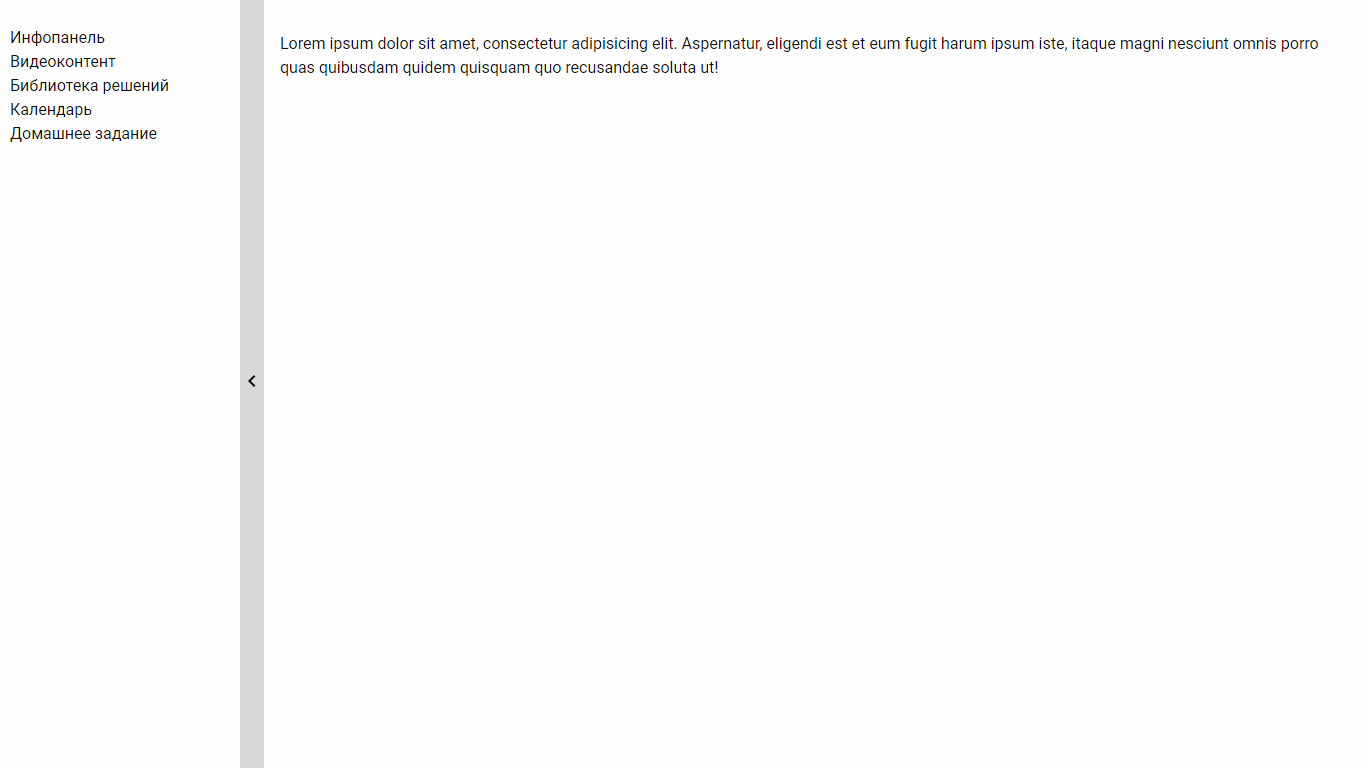 Инфопанель
Видеоконтент
Библиотека решений
Календарь
Домашнее задание
Lorem ipsum dolor sit amet, consectetur adipisicing elit. Aspernatur, eligendi est et eum fugit harum ipsum iste, itaque magni nesciunt omnis porro
quas quibusdam quidem quisquam quo recusandae soluta ut!